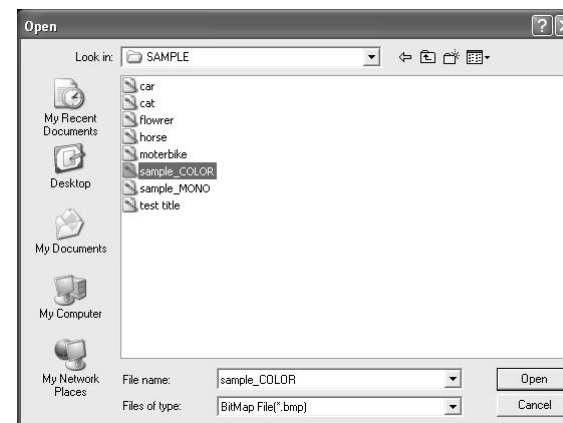 Open
Look in: SAMPLE
My Recent
Documents
Desktop
My Documents
My Computer
My Network
Places
car
cat
flowrer
horse
moterbike
sample_COLOR
sample_MONO
test title
File name: sample_COLOR Open
Files of type: BitMap File(*.bmp) Cancel